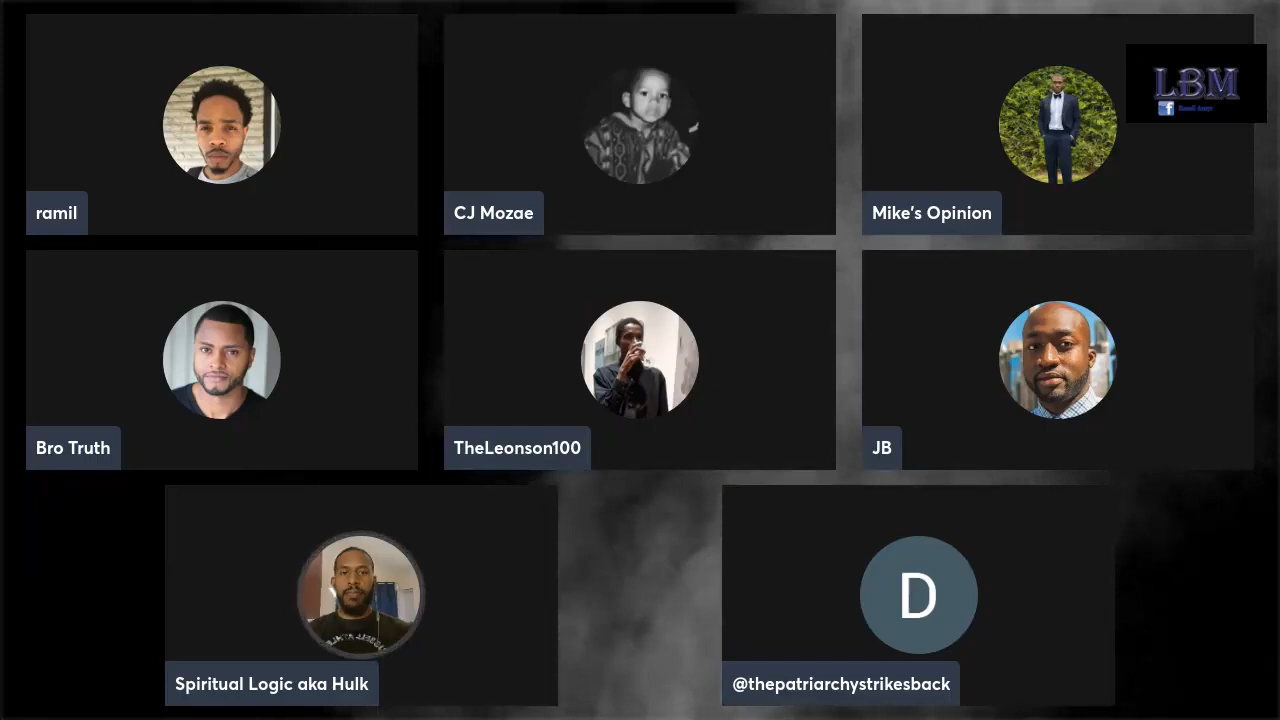 LBM
ramil
CJ Mozae
Mike's Opinion
Bro Truth
TheLeonson100
JB
D
Spiritual Logic aka Hulk
@thepatriarchystrikesback